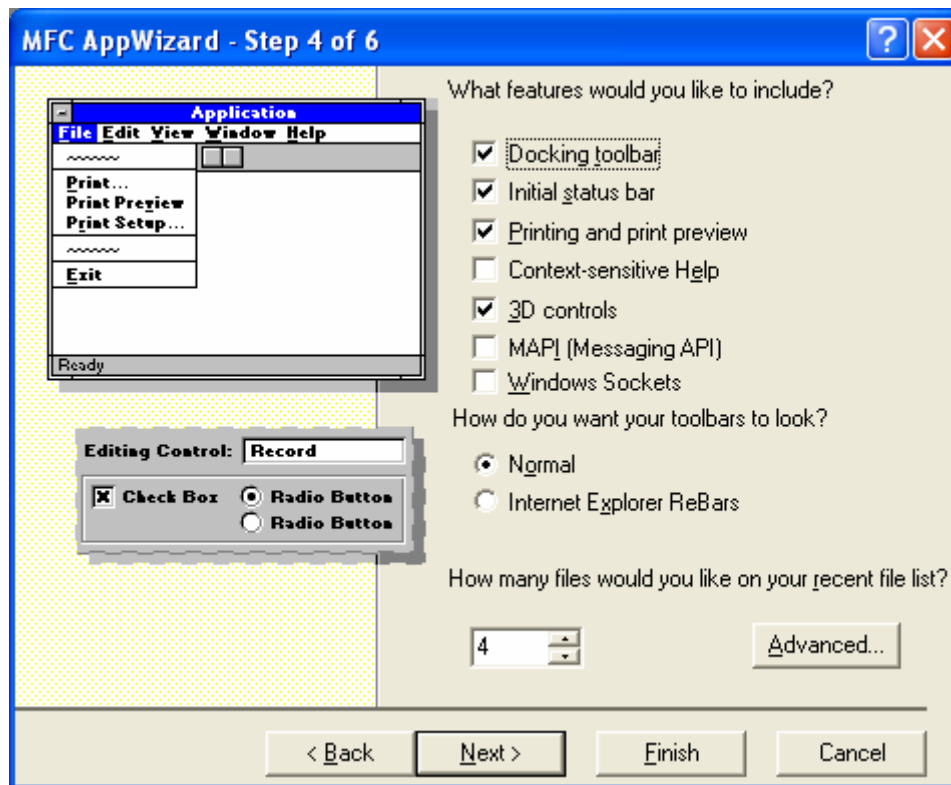 MFC AppWizard - Step 4 of 6
Application
File Edit View Window Help
Print...
Print Preview
Print Setup...
Exit
Ready
Editing Control: Record
Check Box Radio Button
Radio Button
What features would you like to include?
Docking toolbar
Initial status bar
Printing and print preview
Context-sensitive Help
3D controls
MAPI (Messaging API)
Windows Sockets
How do you want your toolbars to look?
Normal
Internet Explorer ReBars
How many files would you like on your recent file list?
4 Advanced...
< Back Next > Finish Cancel